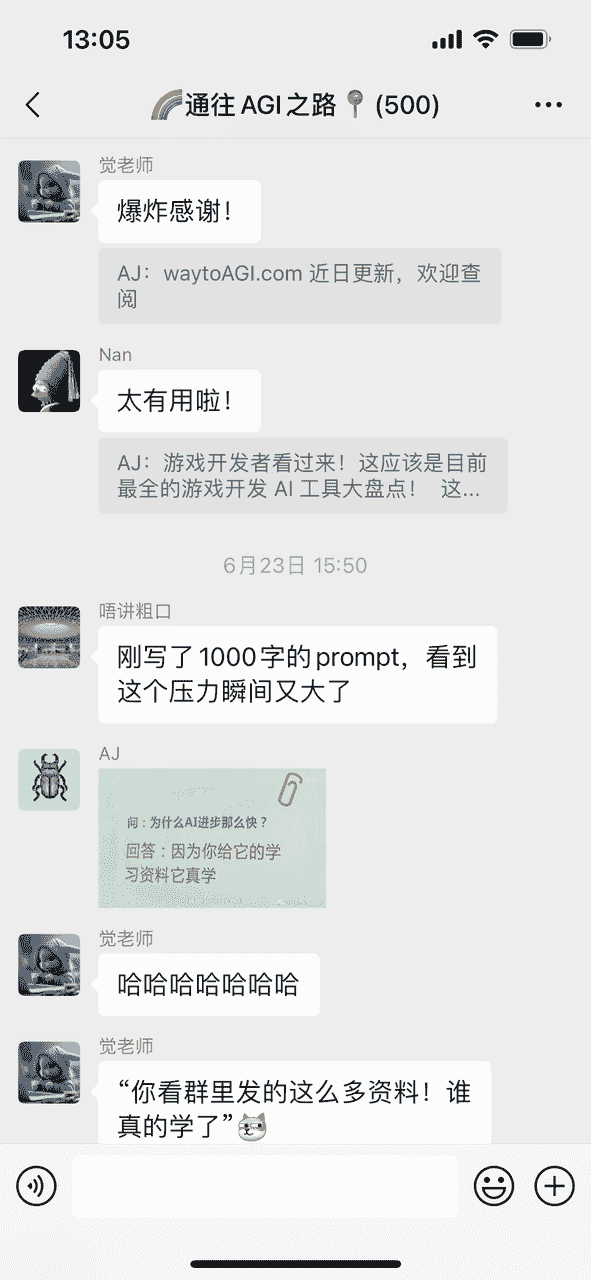 13:05
🌈通往AGI之路📍(500)
觉老师
爆炸感谢！
AJ：waytoAGI.com 近日更新，欢迎查
阅
Nan
太有用啦！
AJ：游戏开发者看过来！这应该是目前
最全的游戏开发 AI 工具大盘点！ 这...
6月23日 15:50
唔讲粗口
刚写了1000字的prompt，看到
这个压力瞬间又大了
AJ
问：为什么AI进步那么快？
回答：因为你给它的学
习资料它真学
觉老师
哈哈哈哈哈哈哈
觉老师
“你看群里发的这么多资料！谁
真的学了”